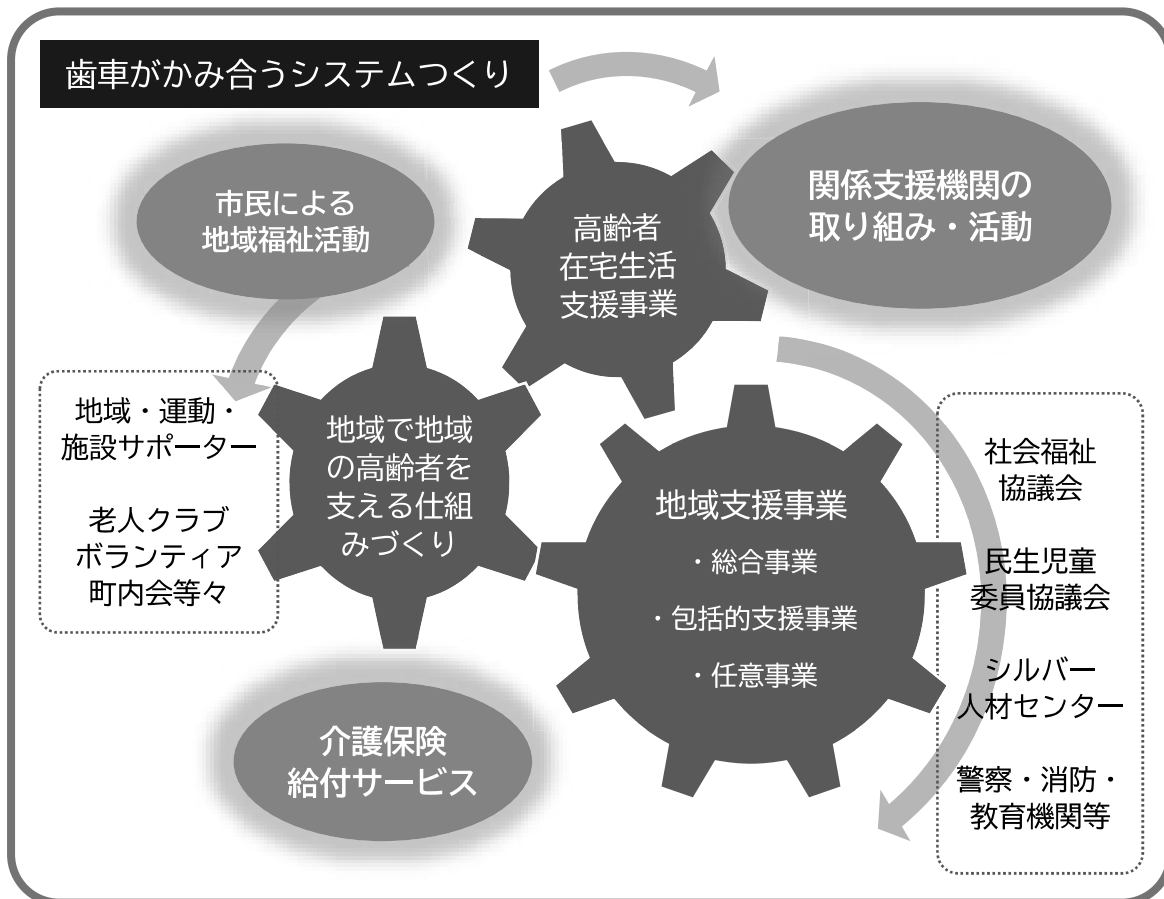 歯車がかみ合うシステムつくり
市民による
地域福祉活動
高齢者
在宅生活
支援事業
関係支援機関の
取り組み・活動
地域・運動・
施設サポーター
老人クラブ
ボランティア
町内会等々
地域で地域
の高齢者を
支える仕組
みづくり
地域支援事業
・総合事業
・包括的支援事業
・任意事業
社会福祉
協議会
民生児童
委員協議会
シルバー
人材センター
警察・消防・
教育機関等
介護保険
給付サービス